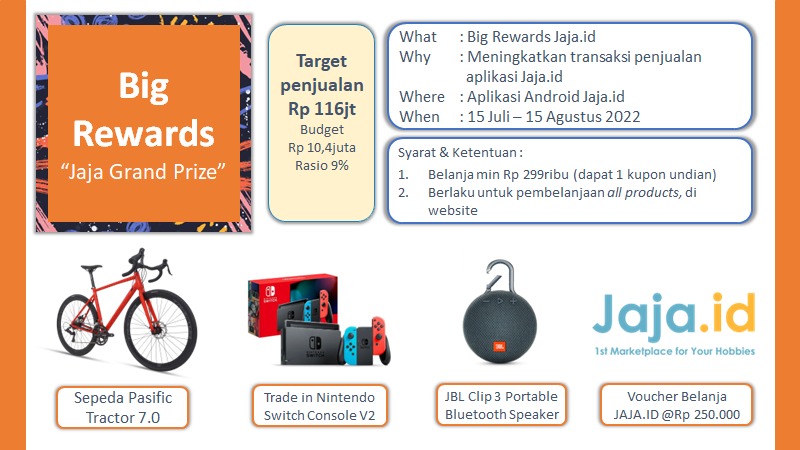 Big
Rewards
“Jaja Grand Prize”
Target
penjualan
Rp 116jt
Budget
Rp 10,4juta
Rasio 9%
What : Big Rewards Jaja.id
Why : Meningkatkan transaksi penjualan
aplikasi Jaja.id
Where : Aplikasi Android Jaja.id
When : 15 Juli – 15 Agustus 2022
Syarat & Ketentuan :
1. Belanja min Rp 299ribu (dapat 1 kupon undian)
2. Berlaku untuk pembelanjaan all products, di
website
NINTENDO
SWITCH
JBL
Jaja.id
1st Marketplace for Your Hobbies
Sepeda Pasific
Tractor 7.0
Trade in Nintendo
Switch Console V2
JBL Clip 3 Portable
Bluetooth Speaker
Voucher Belanja
JAJA.ID @Rp 250.000